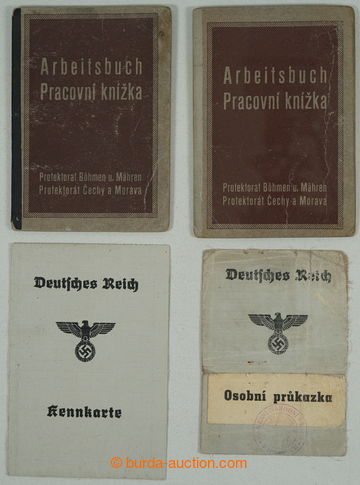 Arbeitsbuch
Pracovní knížka
Protektorat Böhmen u. Mähren
Protektorát Čechy a Morava
Arbeitsbuch
Pracovní knížka
Protektorat Böhmen u. Mähren
Protektorát Čechy a Morava
Deutsches Reich
Kennkarte
Deutsches Reich
Osobní průkazka
© burda-auction.com